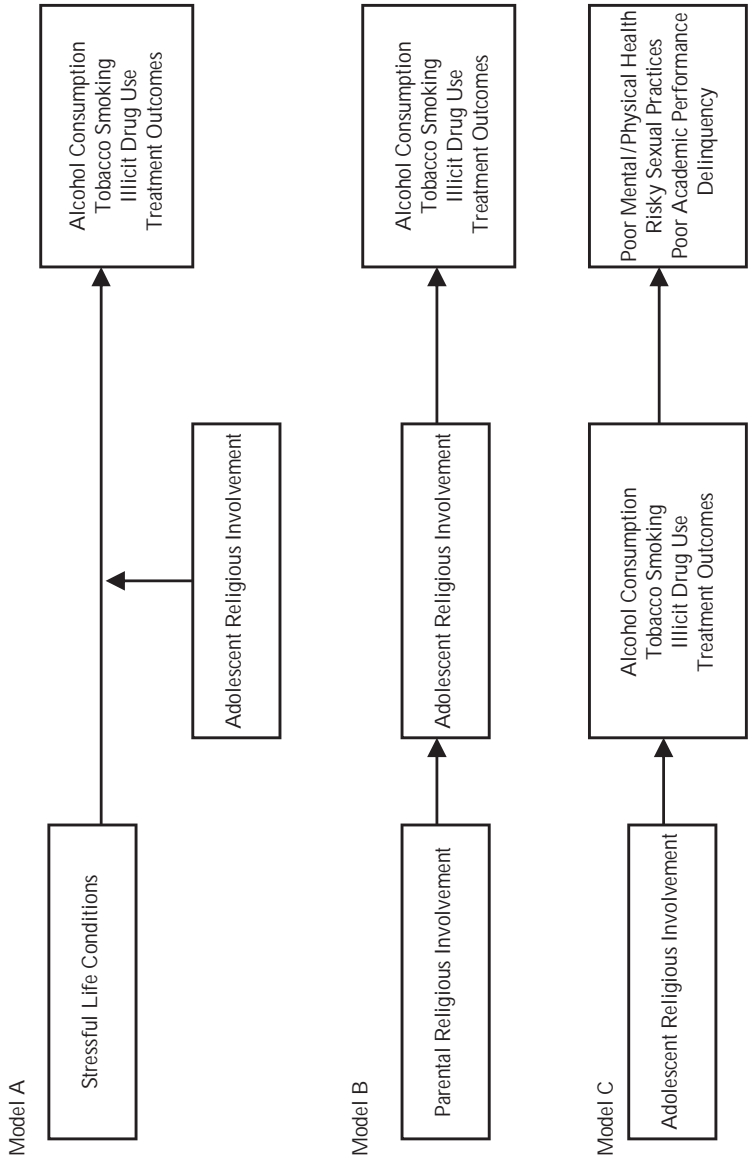 Model A
Stressful Life Conditions
Adolescent Religious Involvement
Alcohol Consumption
Tobacco Smoking
Illicit Drug Use
Treatment Outcomes
Model B
Parental Religious Involvement
Adolescent Religious Involvement
Alcohol Consumption
Tobacco Smoking
Illicit Drug Use
Treatment Outcomes
Model C
Adolescent Religious Involvement
Alcohol Consumption
Tobacco Smoking
Illicit Drug Use
Treatment Outcomes
Poor Mental/Physical Health
Risky Sexual Practices
Poor Academic Performance
Delinquency